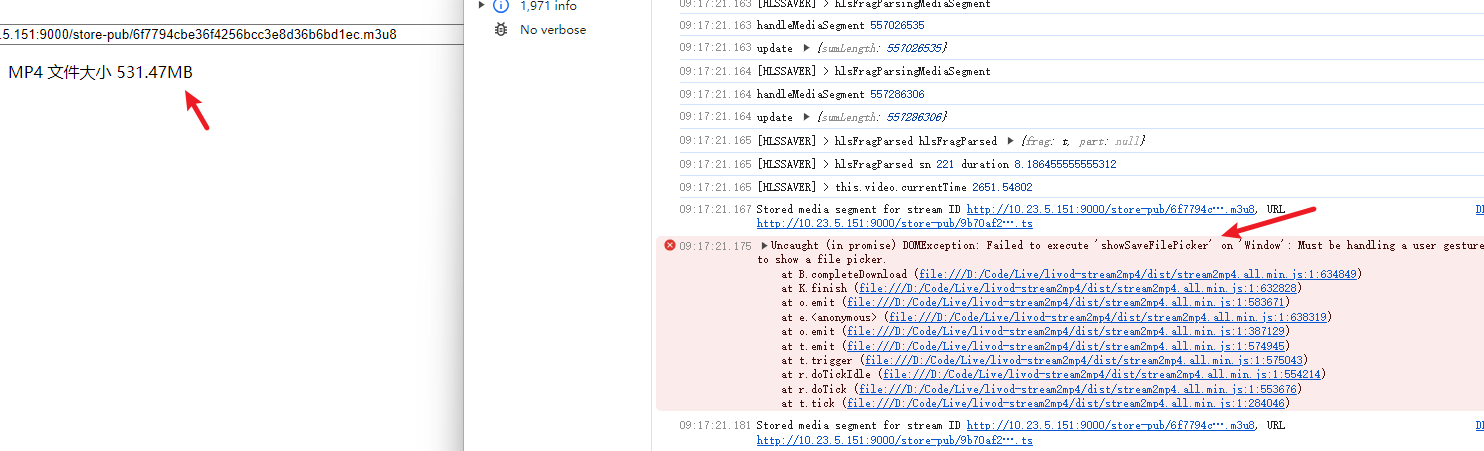 .5.151:9000/store-pub/6f7794cbe36f4256bcc3e8d36b6bd1ec.m3u8
MP4 文件大小 531.47MB
1,971 info
No verbose
09:17:21.163 [HLSSAVER] > hlsFragParsingMediaSegment
09:17:21.163 handleMediaSegment 557026535
09:17:21.163 update ▶ {sumLength: 557026535}
09:17:21.164 [HLSSAVER] > hlsFragParsingMediaSegment
09:17:21.164 handleMediaSegment 557286306
09:17:21.164 update ▶ {sumLength: 557286306}
09:17:21.165 [HLSSAVER] > hlsFragParsed hlsFragParsed ▶ {frag: t, part: null}
09:17:21.165 [HLSSAVER] > hlsFragParsed sn 221 duration 8.186455555555312
09:17:21.165 [HLSSAVER] > this.video.currentTime 2651.54802
09:17:21.167 Stored media segment for stream ID http://10.23.5.151:9000/store-pub/6f7794c….m3u8, URL
http://10.23.5.151:9000/store-pub/9b70af2….ts
09:17:21.175 ▶Uncaught (in promise) DOMException: Failed to execute 'showSaveFilePicker' on 'Window': Must be handling a user gesture
to show a file picker.
at B.completeDownload (file:///D:/Code/Live/livod-stream2mp4/dist/stream2mp4.all.min.js:1:634849)
at K.finish (file:///D:/Code/Live/livod-stream2mp4/dist/stream2mp4.all.min.js:1:632828)
at o.emit (file:///D:/Code/Live/livod-stream2mp4/dist/stream2mp4.all.min.js:1:583671)
at e.<anonymous> (file:///D:/Code/Live/livod-stream2mp4/dist/stream2mp4.all.min.js:1:638319)
at o.emit (file:///D:/Code/Live/livod-stream2mp4/dist/stream2mp4.all.min.js:1:387129)
at t.emit (file:///D:/Code/Live/livod-stream2mp4/dist/stream2mp4.all.min.js:1:574945)
at t.trigger (file:///D:/Code/Live/livod-stream2mp4/dist/stream2mp4.all.min.js:1:575043)
at r.doTickIdle (file:///D:/Code/Live/livod-stream2mp4/dist/stream2mp4.all.min.js:1:554214)
at r.doTick (file:///D:/Code/Live/livod-stream2mp4/dist/stream2mp4.all.min.js:1:553676)
at t.tick (file:///D:/Code/Live/livod-stream2mp4/dist/stream2mp4.all.min.js:1:284046)
09:17:21.181 Stored media segment for stream ID http://10.23.5.151:9000/store-pub/6f7794c….m3u8, URL
http://10.23.5.151:9000/store-pub/9b70af2….ts